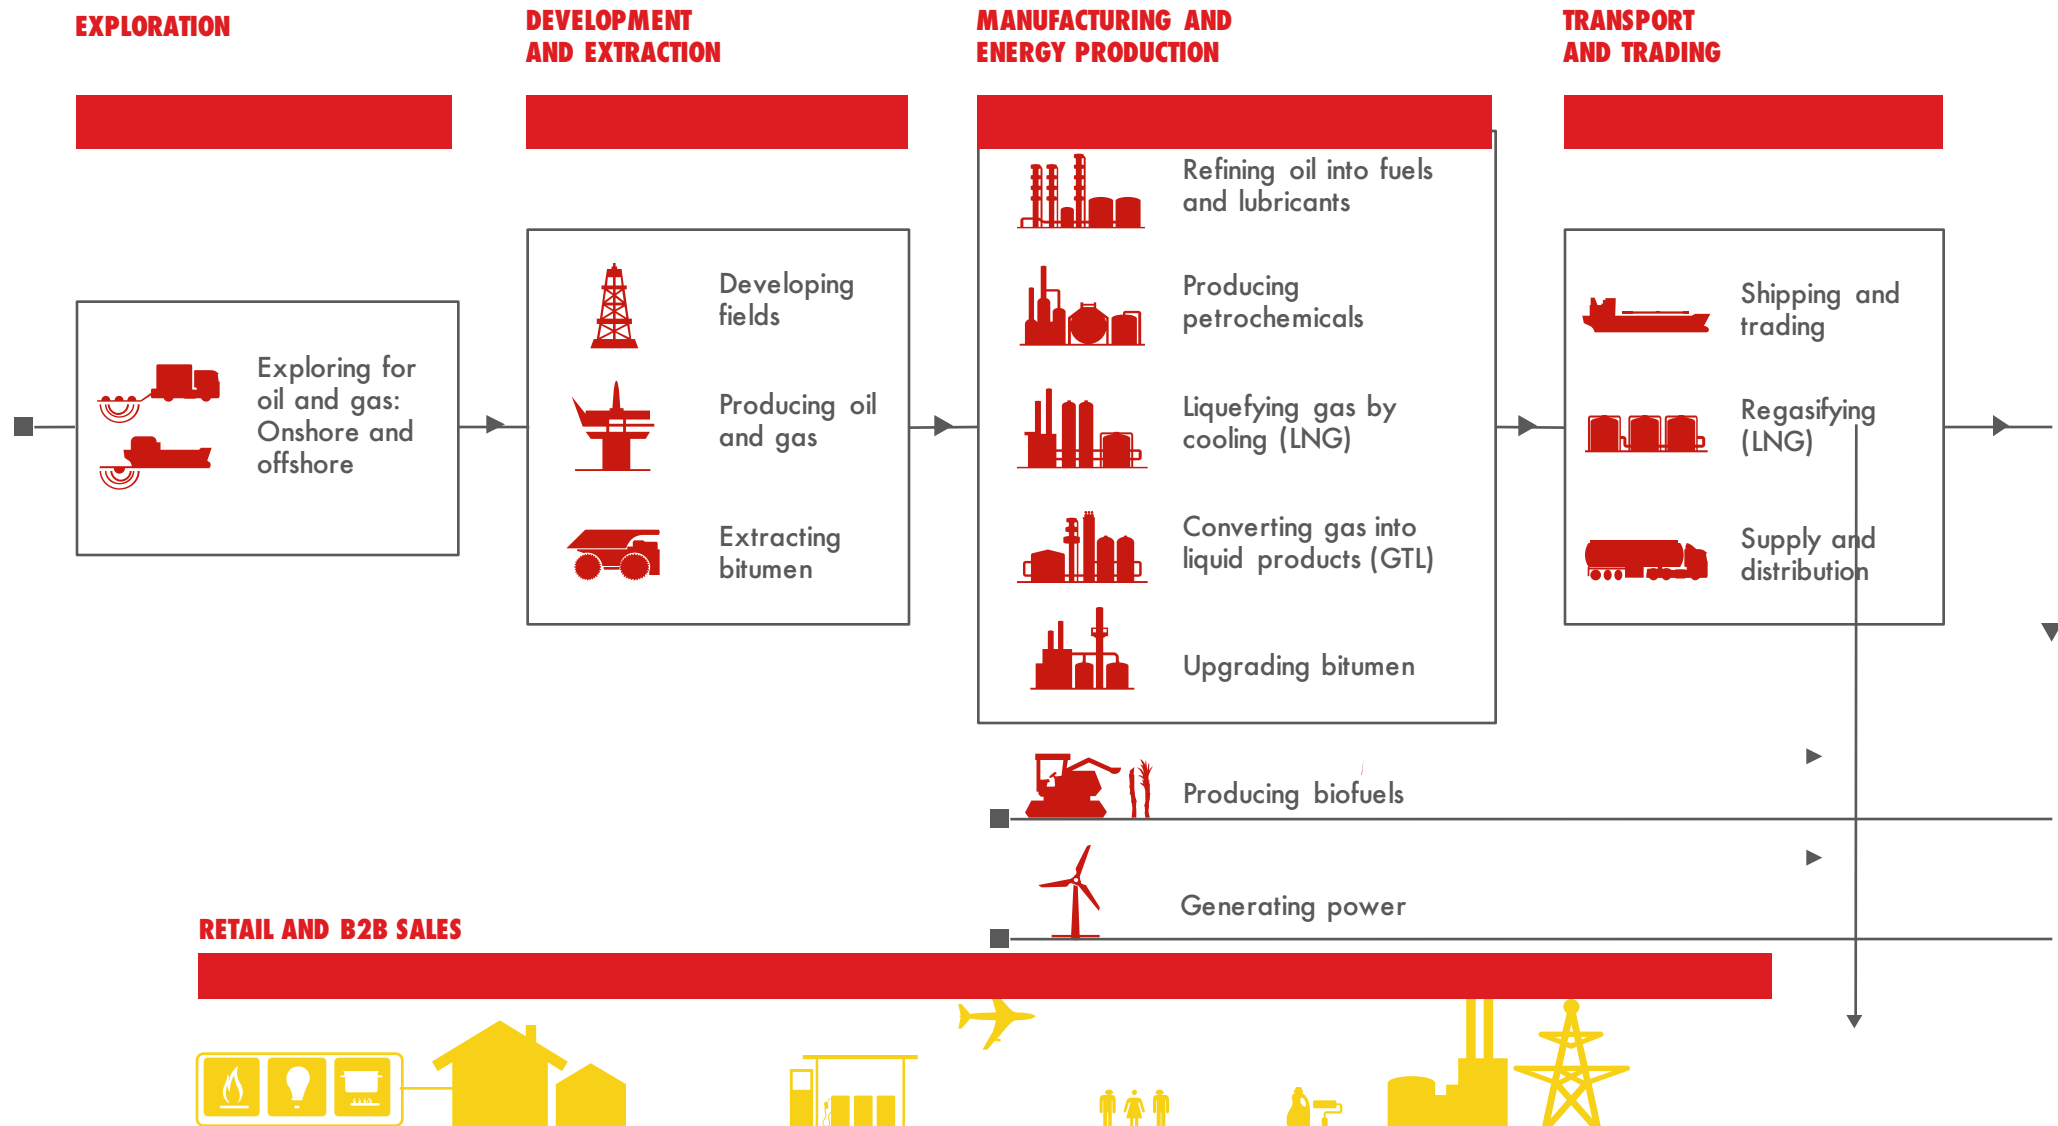 EXPLORATION
DEVELOPMENT
AND EXTRACTION
MANUFACTURING AND
ENERGY PRODUCTION
TRANSPORT
AND TRADING
Exploring for
oil and gas:
Onshore and
offshore
Developing
fields
Producing oil
and gas
Extracting
bitumen
Refining oil into fuels
and lubricants
Producing
petrochemicals
Liquefying gas by
cooling (LNG)
Converting gas into
liquid products (GTL)
Upgrading bitumen
Shipping and
trading
Regasifying
(LNG)
Supply and
distribution
Producing biofuels
Generating power
RETAIL AND B2B SALES